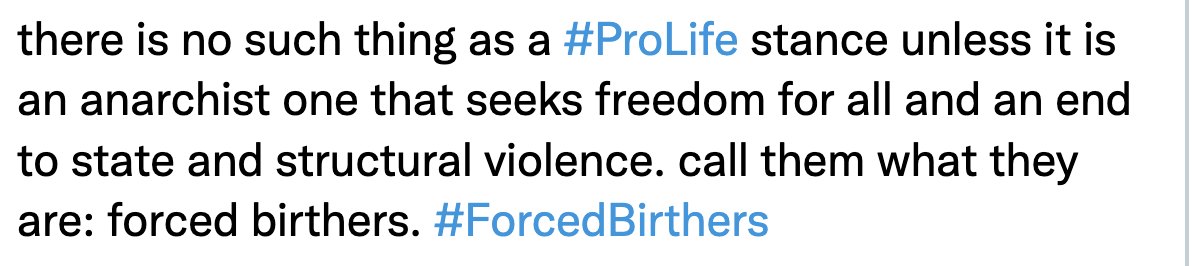 there is no such thing as a #ProLife stance unless it is
an anarchist one that seeks freedom for all and an end
to state and structural violence. call them what they
are: forced birthers. #ForcedBirthers